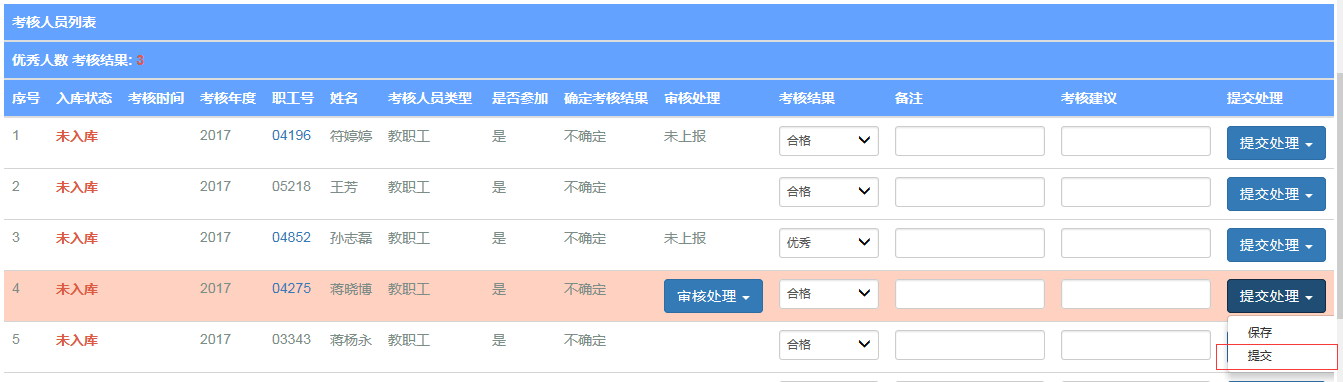 考核人员列表
优秀人数 考核结果: 3
序号 入库状态 考核时间 考核年度 职工号 姓名 考核人员类型 是否参加 确定考核结果 审核处理 考核结果 备注 考核建议 提交处理
1 未入库 2017 04196 符婷婷 教职工 是 不确定 未上报 合格 提交处理
2 未入库 2017 05218 王芳 教职工 是 不确定 合格 提交处理
3 未入库 2017 04852 孙志磊 教职工 是 不确定 未上报 优秀 提交处理
4 未入库 2017 04275 蒋晓博 教职工 是 不确定 审核处理 合格 提交处理
保存
5 未入库 2017 03343 蒋杨永 教职工 是 不确定 合格
提交